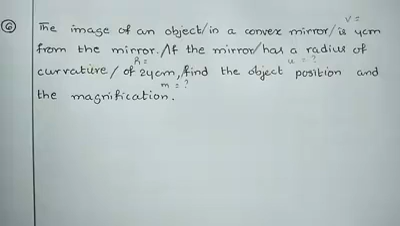 ⑥ The image of an object/in a convex mirror/is 4cm
V =
from the mirror./If the mirror/has a radius of
R = u = ?
curvature/ of 24cm, find the object position and
m = ?
the magnification.